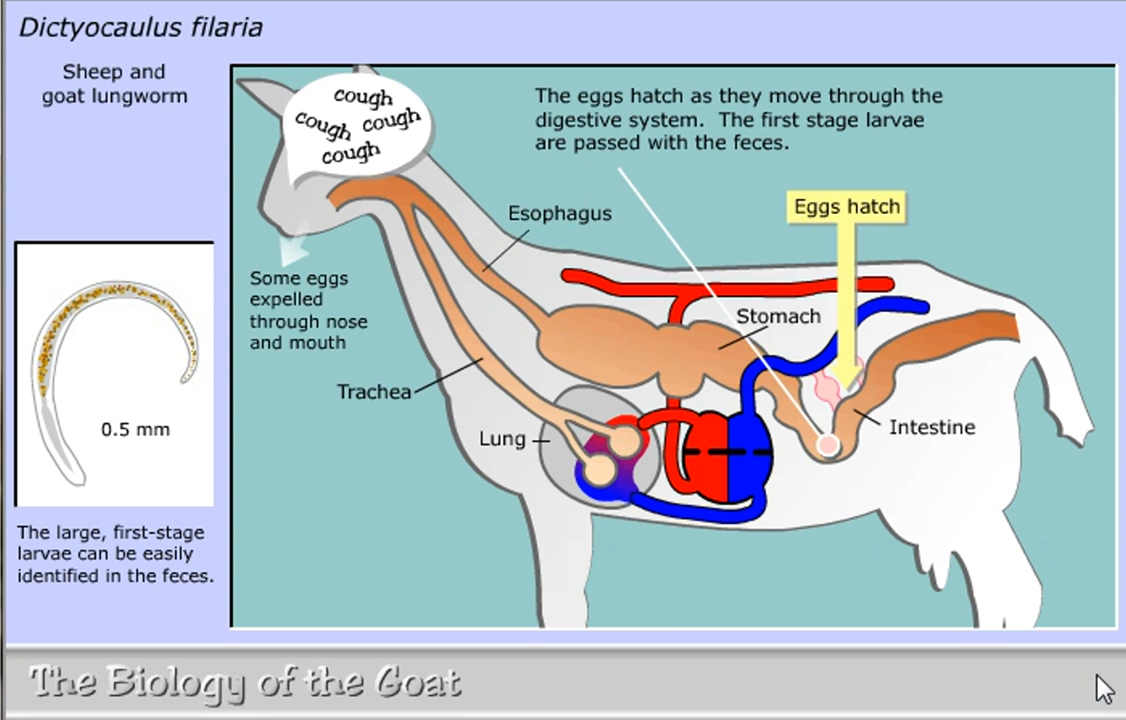 Dictyocaulus filaria
Sheep and
goat lungworm
cough
cough cough
cough
The eggs hatch as they move through the
digestive system. The first stage larvae
are passed with the feces.
Eggs hatch
Esophagus
Some eggs
expelled
through nose
and mouth
Stomach
Trachea
Lung
Intestine
0.5 mm
The large, first-stage
larvae can be easily
identified in the feces.
The Biology of the Goat